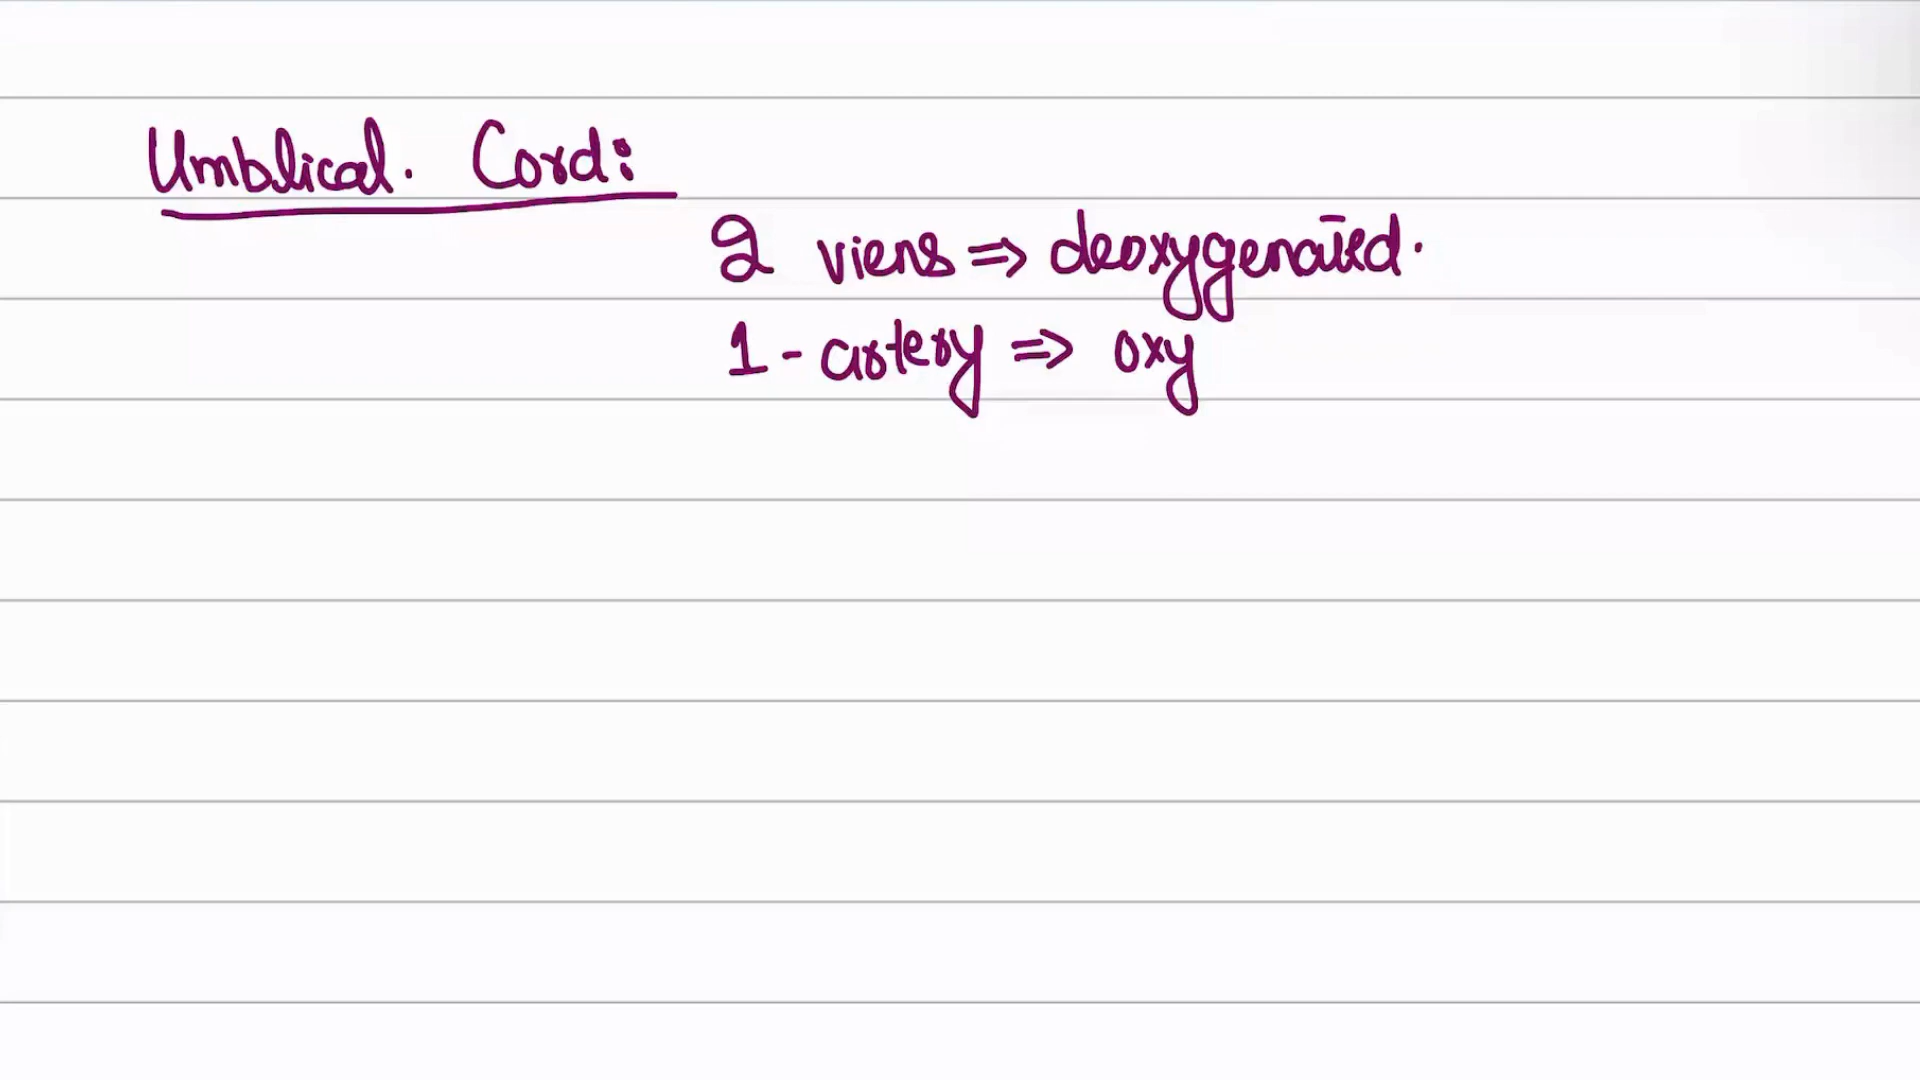 Umblical. Cord:
2 viens => deoxygenated.
1 - artery => oxy